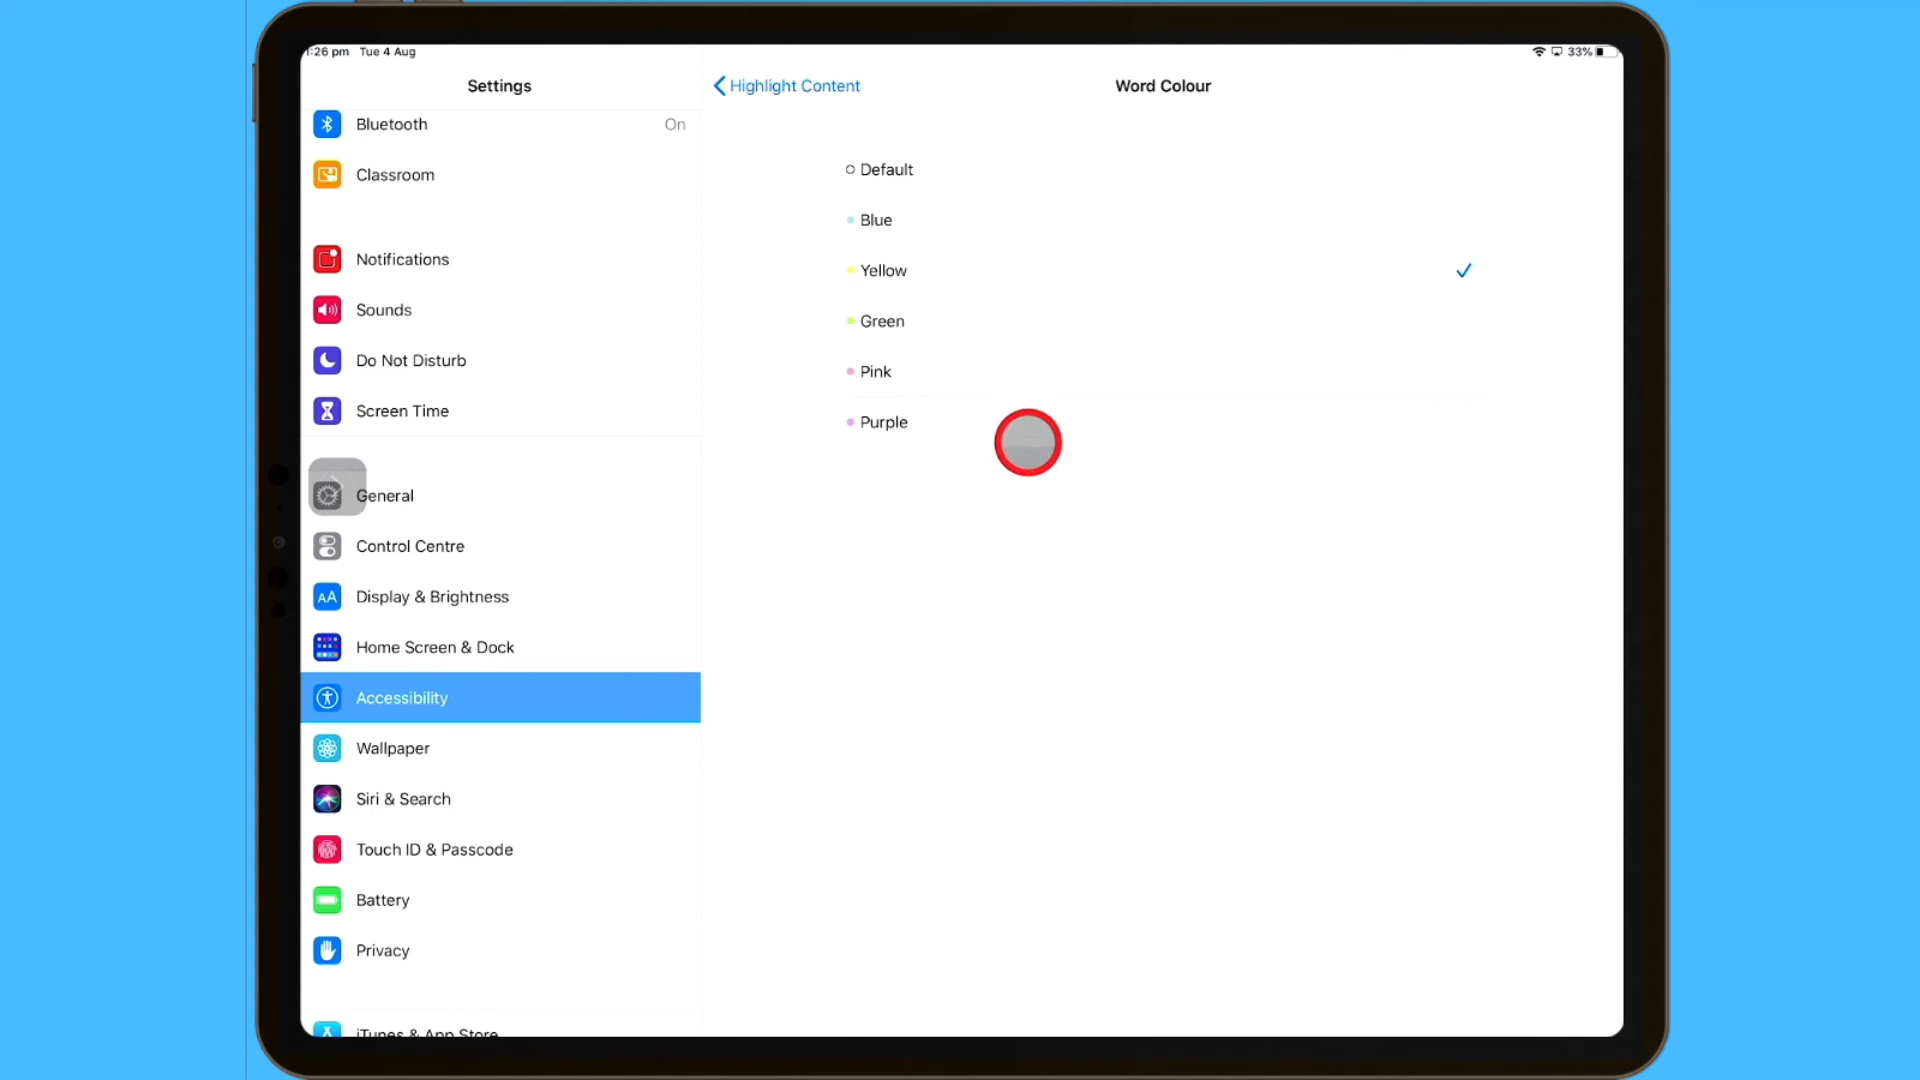 1:26 pm Tue 4 Aug
33%
Settings
Highlight Content
Word Colour
Bluetooth
On
Classroom
Notifications
Sounds
Do Not Disturb
Screen Time
General
Control Centre
Display & Brightness
AA
Home Screen & Dock
Accessibility
Wallpaper
Siri & Search
Touch ID & Passcode
Battery
Privacy
iTunes & App Store
Default
Blue
Yellow
Green
Pink
Purple